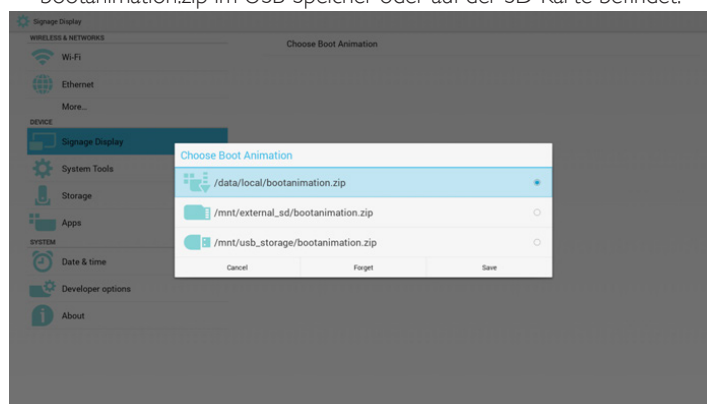 bootanimation.zip im USB-Speicher oder auf der SD-Karte befindet.
Signage Display
WIRELESS & NETWORKS
Choose Boot Animation
Wi-Fi
Ethernet
More...
DEVICE
Signage Display
System Tools
Storage
Apps
SYSTEM
Date & time
Developer options
About
Choose Boot Animation
/data/local/bootanimation.zip
/mnt/external_sd/bootanimation.zip
/mnt/usb_storage/bootanimation.zip
Cancel Forget Save